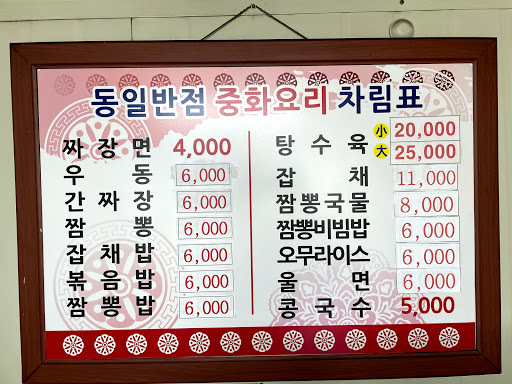 동일반점 중화요리 차림표
짜장면 4,000
우동 6,000
간짜장 6,000
짬뽕 6,000
잡채밥 6,000
볶음밥 6,000
짬뽕밥 6,000
탕수육 小 20,000
大 25,000
잡채 11,000
짬뽕국물 8,000
짬뽕비빔밥 6,000
오무라이스 6,000
울면 6,000
콩국수 5,000